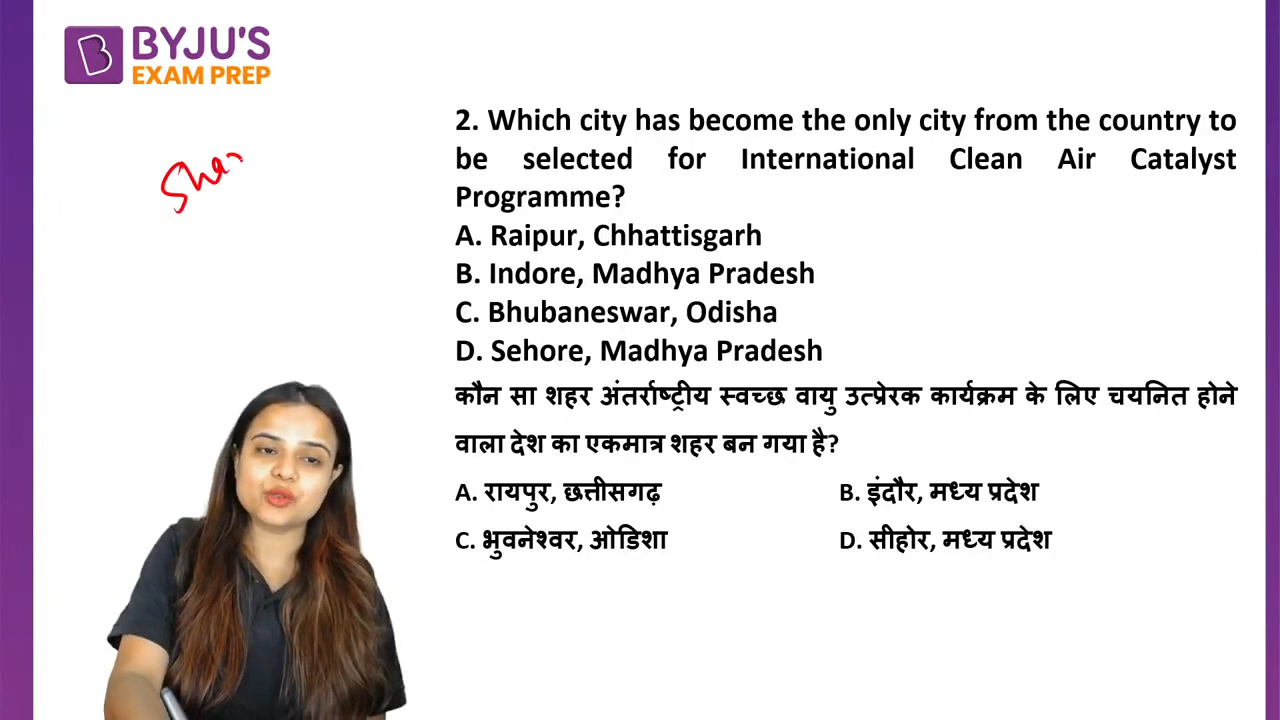 BYJU'S
EXAM PREP
2. Which city has become the only city from the country to
be selected for International Clean Air Catalyst
Programme?
A. Raipur, Chhattisgarh
B. Indore, Madhya Pradesh
C. Bhubaneswar, Odisha
D. Sehore, Madhya Pradesh
कौन सा शहर अंतर्राष्ट्रीय स्वच्छ वायु उत्प्रेरक कार्यक्रम के लिए चयनित होने
वाला देश का एकमात्र शहर बन गया है?
A. रायपुर, छत्तीसगढ़ B. इंदौर, मध्य प्रदेश
C. भुवनेश्वर, ओडिशा D. सीहोर, मध्य प्रदेश